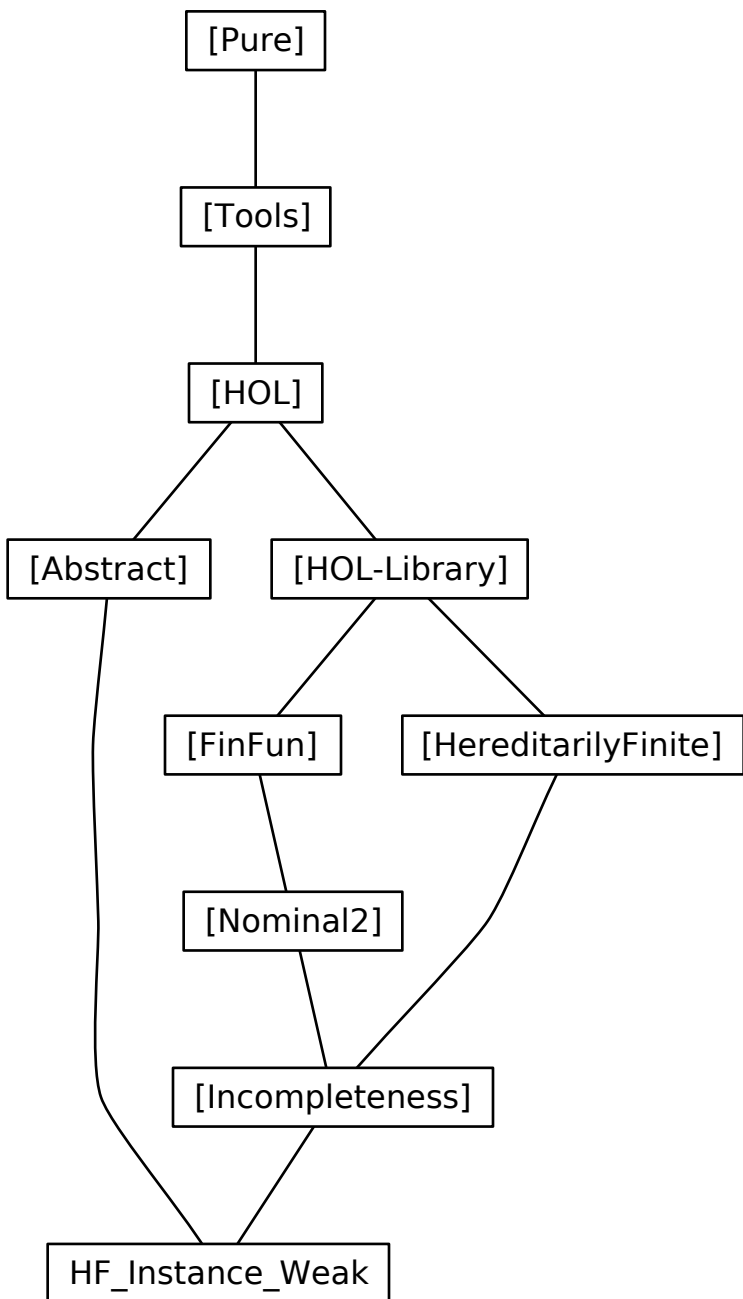 [Pure]
[Tools]
[HOL]
[Abstract]
[HOL-Library]
[FinFun]
[HereditarilyFinite]
[Nominal2]
[Incompleteness]
HF_Instance_Weak